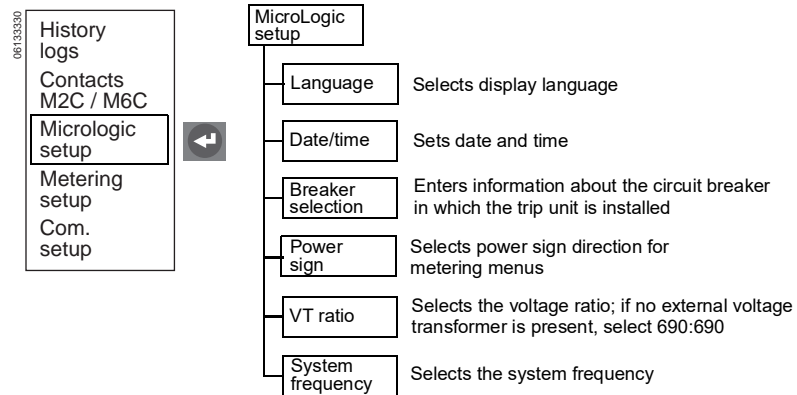 06133330
History
logs
Contacts
M2C / M6C
Micrologic
setup
Metering
setup
Com.
setup
MicroLogic
setup
Language
Selects display language
Date/time
Sets date and time
Breaker
selection
Enters information about the circuit breaker
in which the trip unit is installed
Power
sign
Selects power sign direction for
metering menus
VT ratio
Selects the voltage ratio; if no external voltage
transformer is present, select 690:690
System
frequency
Selects the system frequency